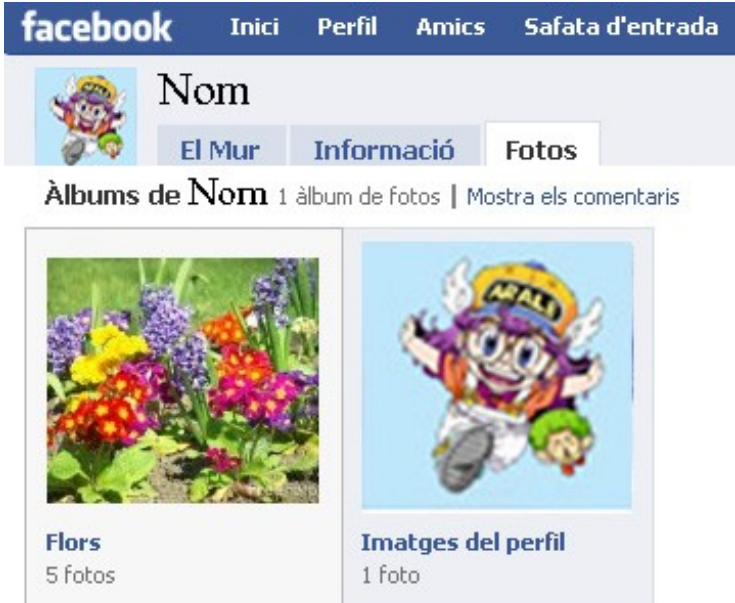 facebook Inici Perfil Amics Safata d'entrada
Nom
El Mur Informació Fotos
Àlbums de Nom 1 àlbum de fotos | Mostra els comentaris
ARALE
Flors Imatges del perfil
5 fotos 1 foto